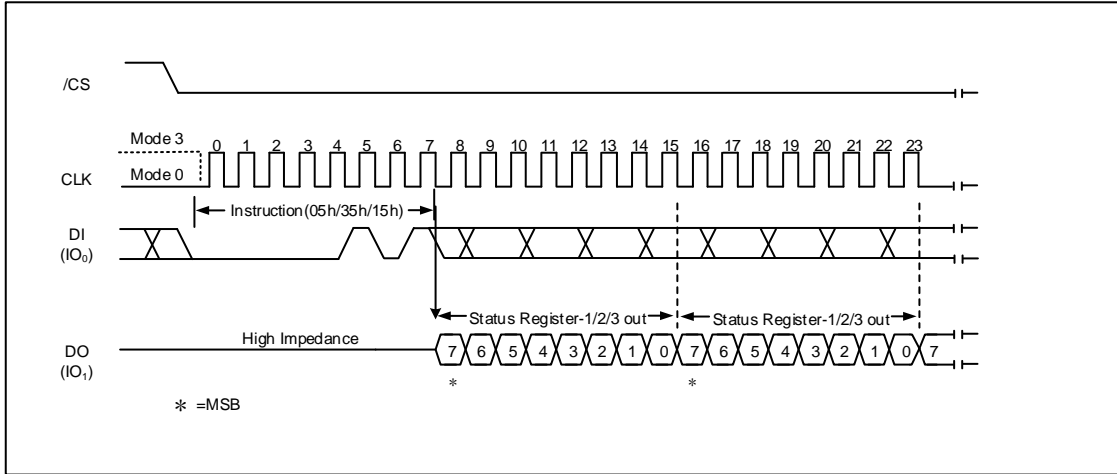 /CS
Mode 3
0 1 2 3 4 5 6 7 8 9 10 11 12 13 14 15 16 17 18 19 20 21 22 23
CLK
Mode 0
Instruction(05h/35h/15h)
DI
(IO₀)
Status Register-1/2/3 out Status Register-1/2/3 out
High Impedance
DO
(IO₁)
7 6 5 4 3 2 1 0 7 6 5 4 3 2 1 0 7
* *
* =MSB